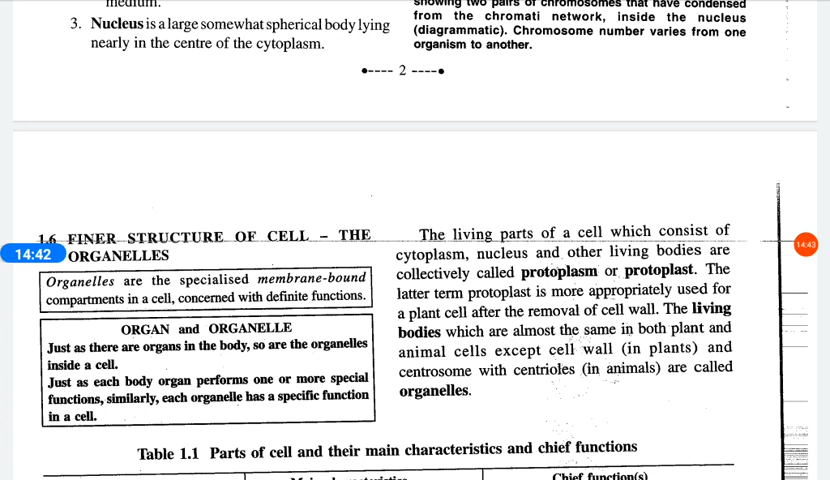 medium.
3. Nucleus is a large somewhat spherical body lying
nearly in the centre of the cytoplasm.
showing two pairs of chromosomes that have condensed
from the chromati network, inside the nucleus
(diagrammatic). Chromosome number varies from one
organism to another.
•---- 2 ----•
14:42
14:43
1.6 FINER STRUCTURE OF CELL – THE
ORGANELLES
Organelles are the specialised membrane-bound
compartments in a cell, concerned with definite functions.
ORGAN and ORGANELLE
Just as there are organs in the body, so are the organelles
inside a cell.
Just as each body organ performs one or more special
functions, similarly, each organelle has a specific function
in a cell.
The living parts of a cell which consist of
cytoplasm, nucleus and other living bodies are
collectively called protoplasm or protoplast. The
latter term protoplast is more appropriately used for
a plant cell after the removal of cell wall. The living
bodies which are almost the same in both plant and
animal cells except cell wall (in plants) and
centrosome with centrioles (in animals) are called
organelles.
Table 1.1 Parts of cell and their main characteristics and chief functions
Chief function(s)